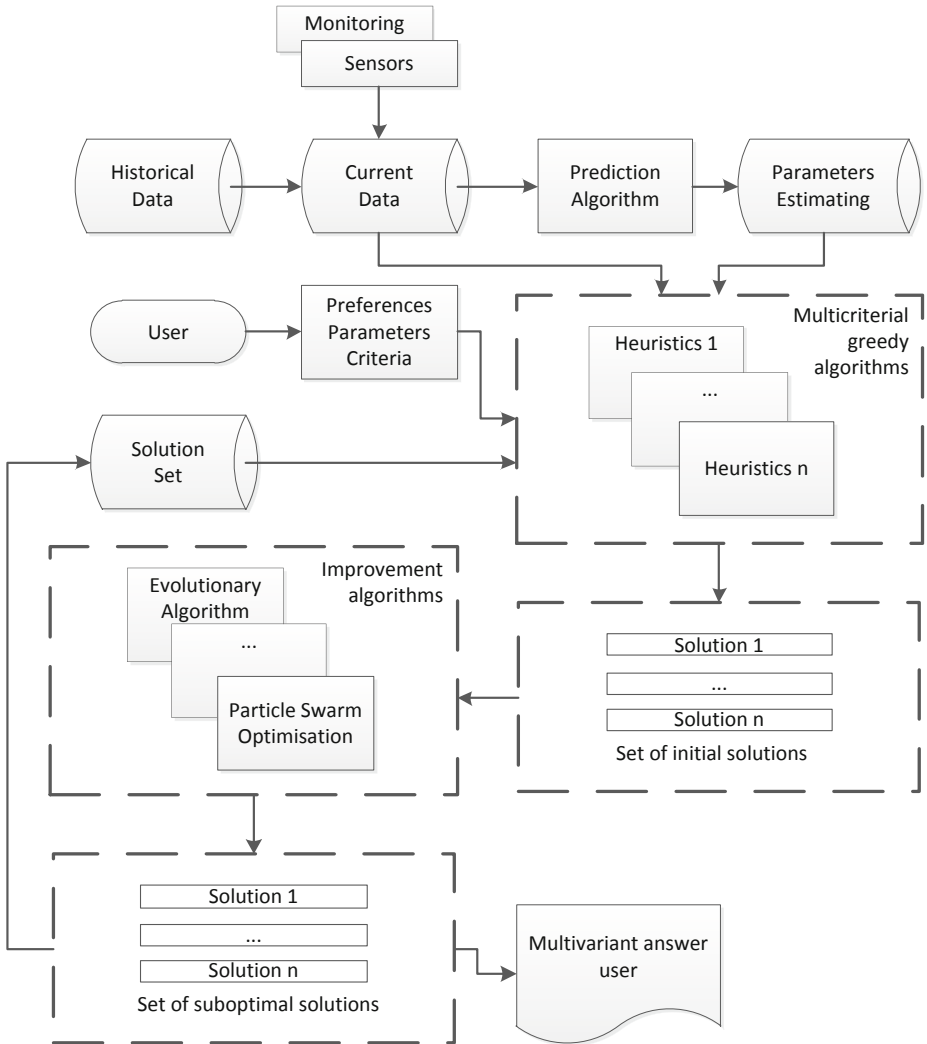 Monitoring
Sensors
Historical
Data
Current
Data
Prediction
Algorithm
Parameters
Estimating
User
Preferences
Parameters
Criteria
Multicriterial
greedy
algorithms
Heuristics 1
...
Heuristics n
Solution
Set
Improvement
algorithms
Evolutionary
Algorithm
...
Particle Swarm
Optimisation
Solution 1
...
Solution n
Set of initial solutions
Solution 1
...
Solution n
Set of suboptimal solutions
Multivariant answer
user